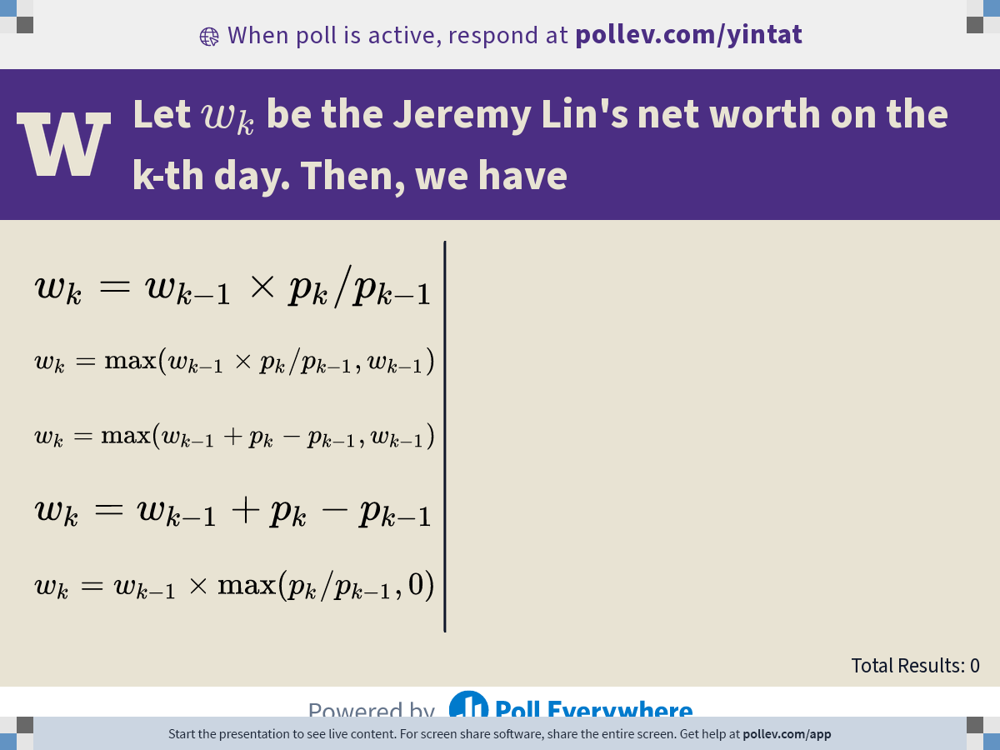 When poll is active, respond at pollev.com/yintat
W
Let w_k be the Jeremy Lin's net worth on the
k-th day. Then, we have
w_k = w_{k−1} × p_k/p_{k−1}
w_k = max(w_{k−1} × p_k/p_{k−1}, w_{k−1})
w_k = max(w_{k−1} + p_k − p_{k−1}, w_{k−1})
w_k = w_{k−1} + p_k − p_{k−1}
w_k = w_{k−1} × max(p_k/p_{k−1}, 0)
Total Results: 0
Powered by Poll Everywhere
Start the presentation to see live content. For screen share software, share the entire screen. Get help at pollev.com/app